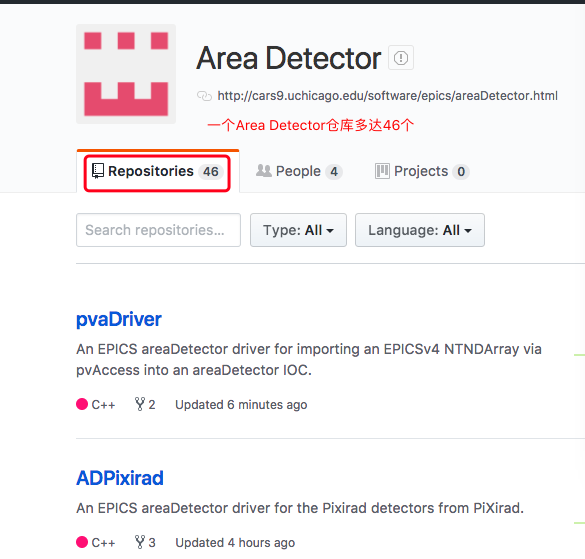 Area Detector
http://cars9.uchicago.edu/software/epics/areaDetector.html
一个Area Detector仓库多达46个
Repositories 46 People 4 Projects 0
Search repositories... Type: All Language: All
pvaDriver
An EPICS areaDetector driver for importing an EPICSv4 NTNDArray via
pvAccess into an areaDetector IOC.
C++ 2 Updated 6 minutes ago
ADPixirad
An EPICS areaDetector driver for the Pixirad detectors from PiXirad.
C++ 3 Updated 4 hours ago